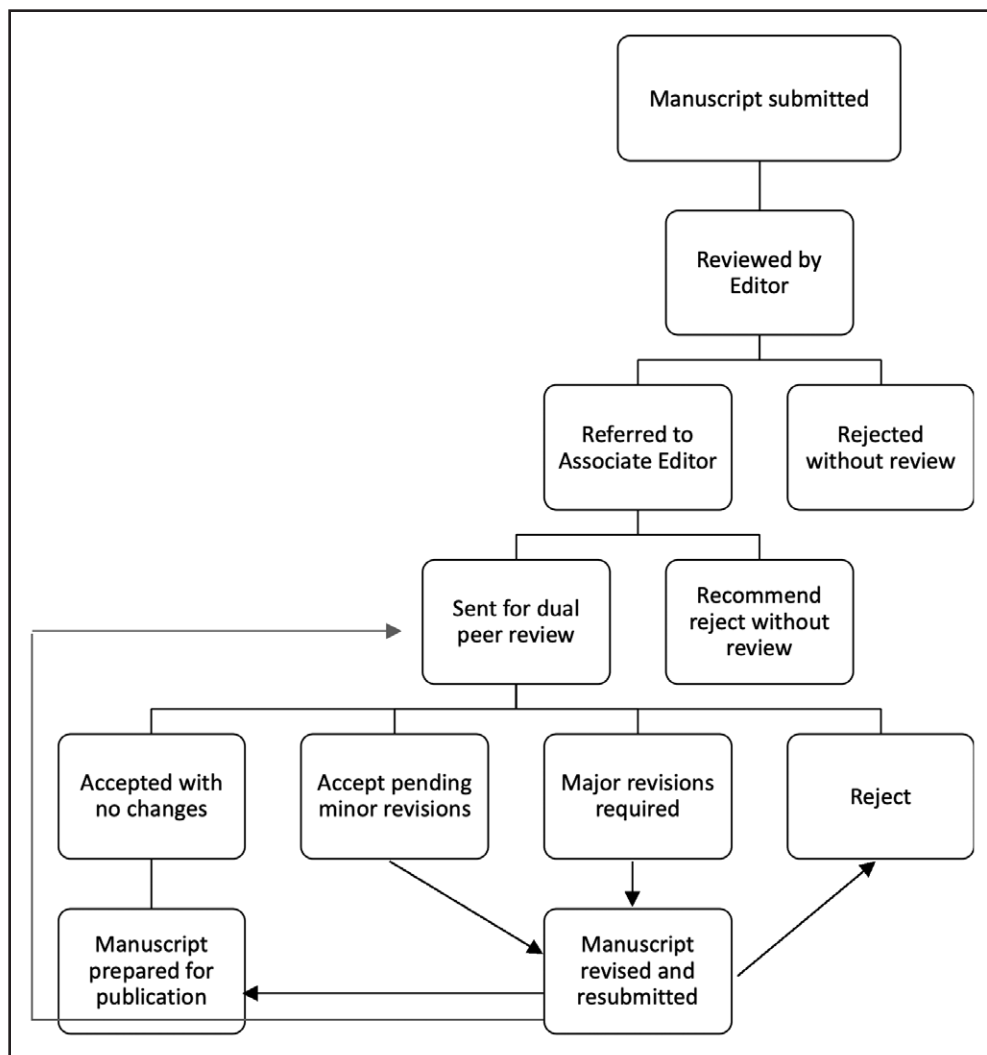 Manuscript submitted
Reviewed by
Editor
Referred to
Associate Editor
Rejected
without review
Sent for dual
peer review
Recommend
reject without
review
Accepted with
no changes
Accept pending
minor revisions
Major revisions
required
Reject
Manuscript
prepared for
publication
Manuscript
revised and
resubmitted